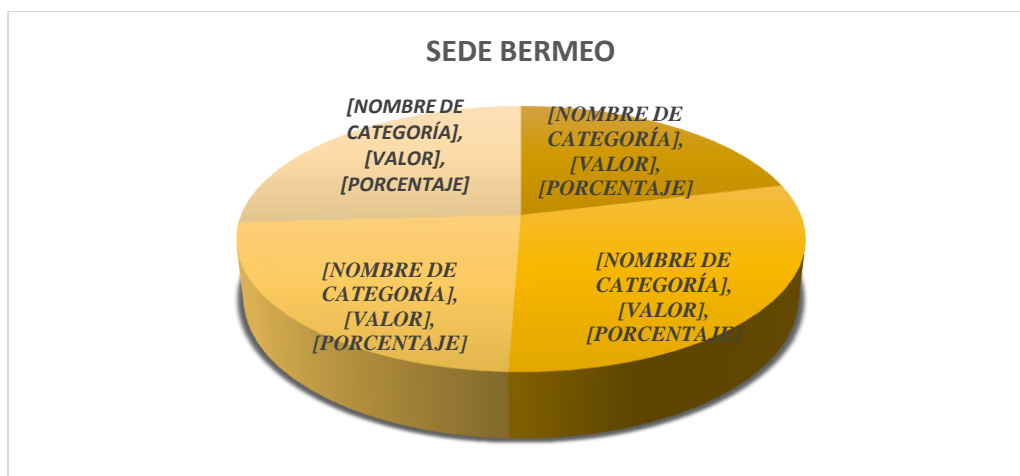 SEDE BERMEO
[NOMBRE DE
CATEGORÍA],
[VALOR],
[PORCENTAJE]
[NOMBRE DE
CATEGORÍA],
[VALOR],
[PORCENTAJE]
[NOMBRE DE
CATEGORÍA],
[VALOR],
[PORCENTAJE]
[NOMBRE DE
CATEGORÍA],
[VALOR],
[PORCENTAJE]